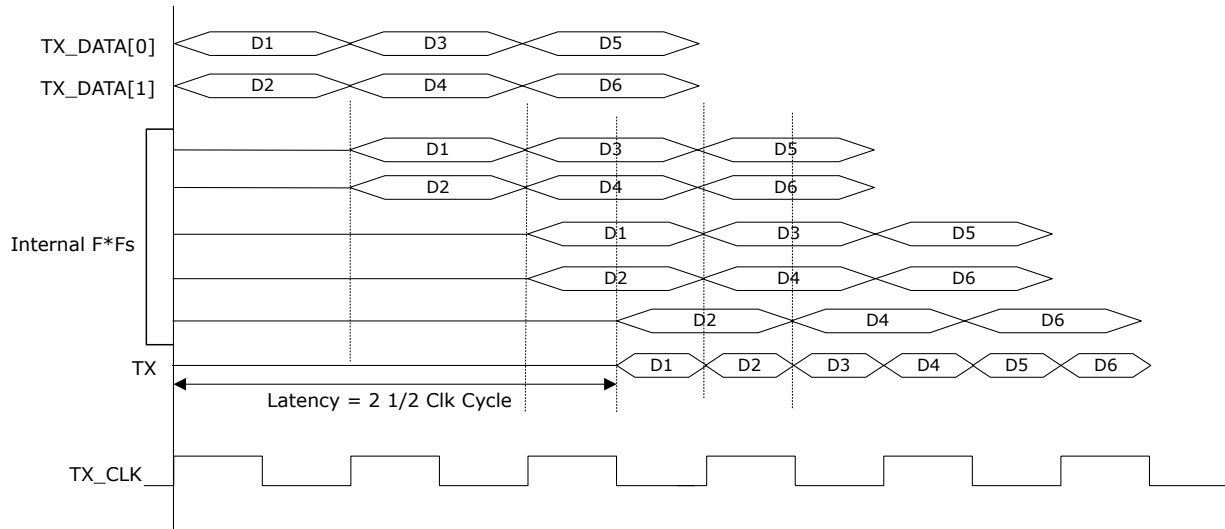 TX_DATA[0] D1 D3 D5
TX_DATA[1] D2 D4 D6
D1 D3 D5
D2 D4 D6
Internal F*Fs
D1 D3 D5
D2 D4 D6
D2 D4 D6
TX D1 D2 D3 D4 D5 D6
Latency = 2 1/2 Clk Cycle
TX_CLK